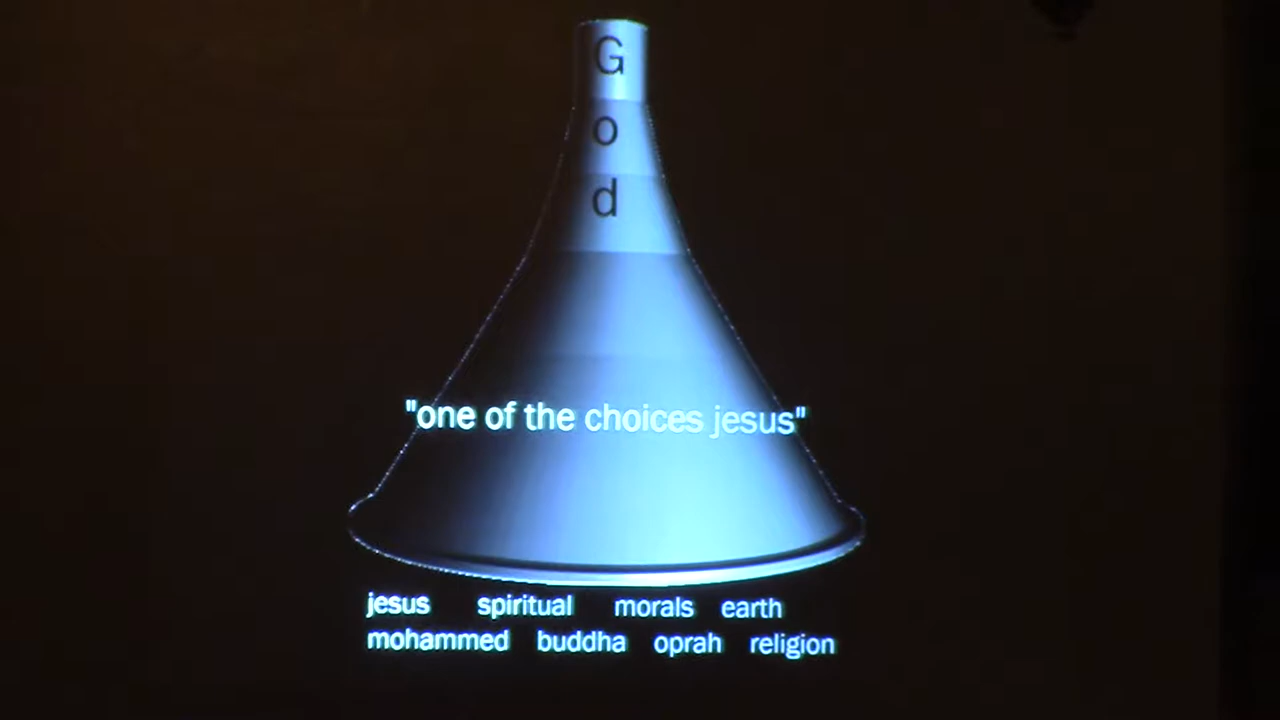 G
o
d
"one of the choices jesus"
jesus spiritual morals earth
mohammed buddha oprah religion